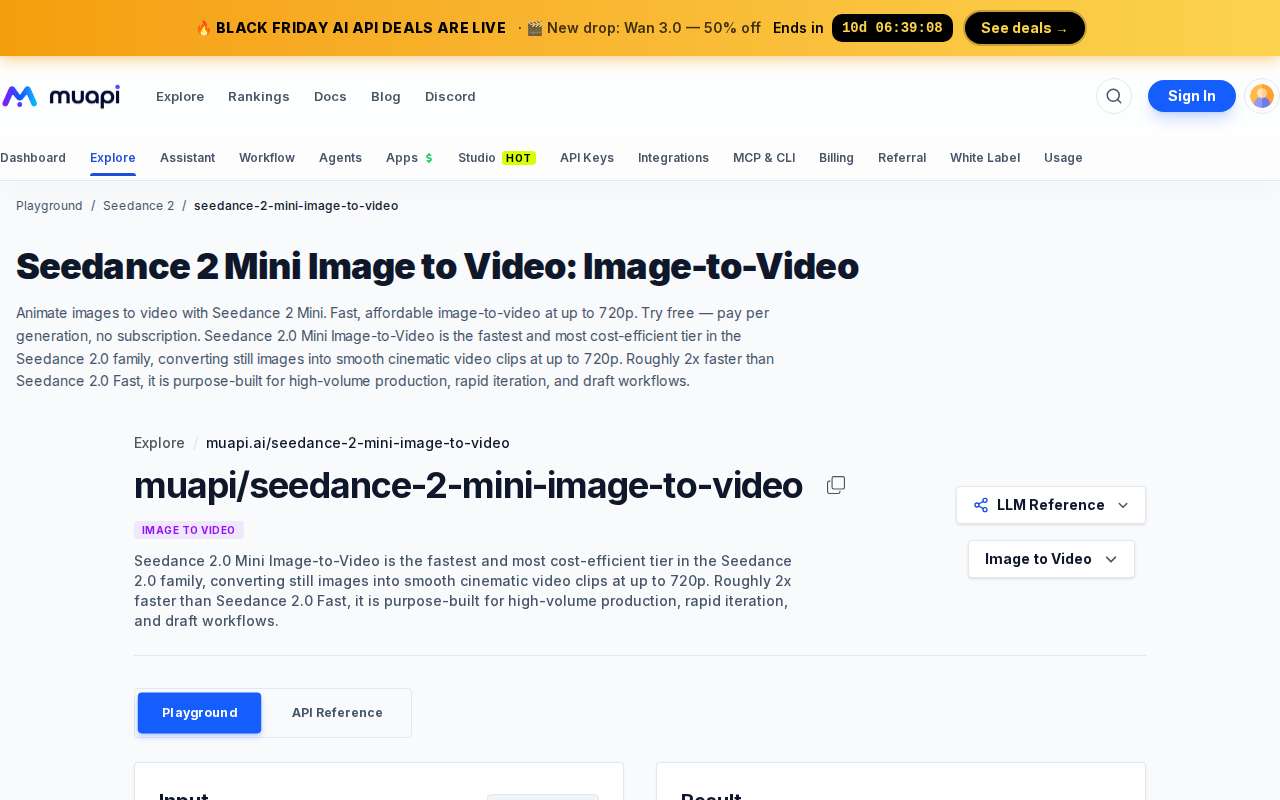 🔥 BLACK FRIDAY AI API DEALS ARE LIVE · 🎬 New drop: Wan 3.0 — 50% off Ends in 10d 06:39:08 See deals →
muapi Explore Rankings Docs Blog Discord Sign In
Dashboard Explore Assistant Workflow Agents Apps $ Studio HOT API Keys Integrations MCP & CLI Billing Referral White Label Usage
Playground / Seedance 2 / seedance-2-mini-image-to-video
Seedance 2 Mini Image to Video: Image-to-Video
Animate images to video with Seedance 2 Mini. Fast, affordable image-to-video at up to 720p. Try free — pay per
generation, no subscription. Seedance 2.0 Mini Image-to-Video is the fastest and most cost-efficient tier in the
Seedance 2.0 family, converting still images into smooth cinematic video clips at up to 720p. Roughly 2x faster than
Seedance 2.0 Fast, it is purpose-built for high-volume production, rapid iteration, and draft workflows.
Explore / muapi.ai/seedance-2-mini-image-to-video
muapi/seedance-2-mini-image-to-video
LLM Reference
IMAGE TO VIDEO
Image to Video
Seedance 2.0 Mini Image-to-Video is the fastest and most cost-efficient tier in the Seedance
2.0 family, converting still images into smooth cinematic video clips at up to 720p. Roughly 2x
faster than Seedance 2.0 Fast, it is purpose-built for high-volume production, rapid iteration,
and draft workflows.
Playground API Reference
Input Result